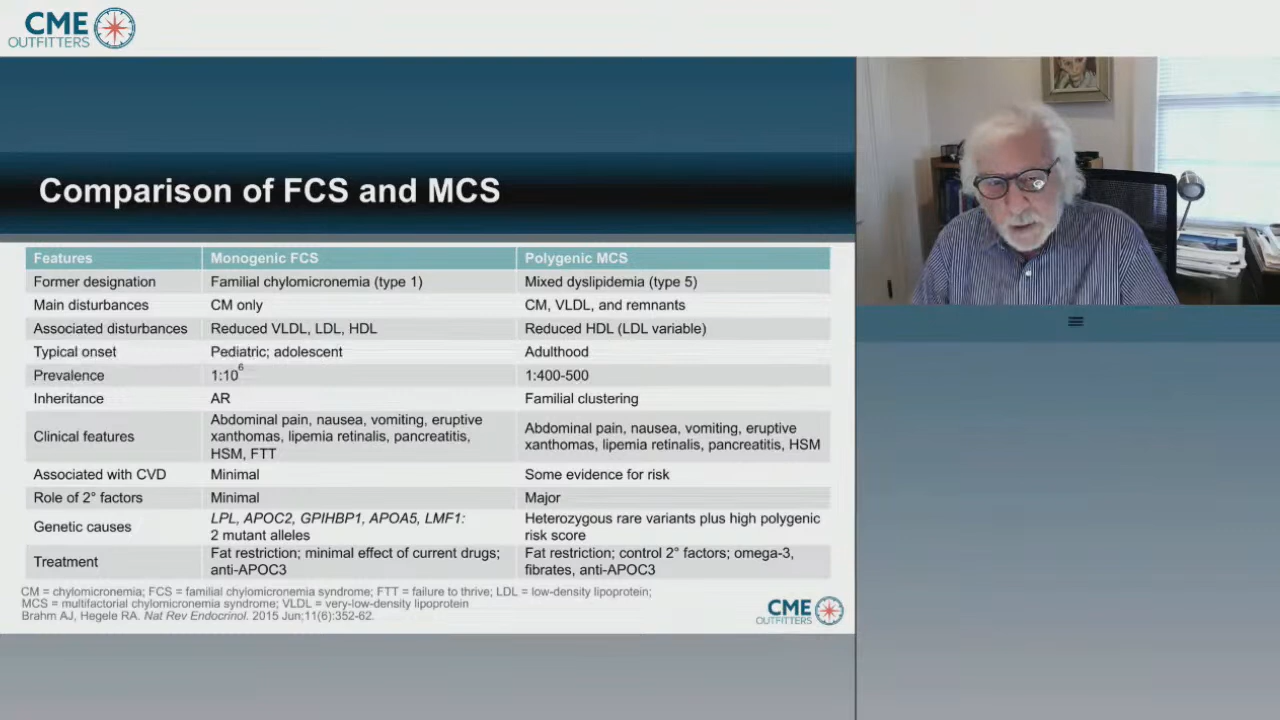 CME
OUTFITTERS
Comparison of FCS and MCS
Features Monogenic FCS Polygenic MCS
Former designation Familial chylomicronemia (type 1) Mixed dyslipidemia (type 5)
Main disturbances CM only CM, VLDL, and remnants
Associated disturbances Reduced VLDL, LDL, HDL Reduced HDL (LDL variable)
Typical onset Pediatric; adolescent Adulthood
Prevalence 1:10⁶ 1:400-500
Inheritance AR Familial clustering
Clinical features
Abdominal pain, nausea, vomiting, eruptive
xanthomas, lipemia retinalis, pancreatitis,
HSM, FTT
Abdominal pain, nausea, vomiting, eruptive
xanthomas, lipemia retinalis, pancreatitis, HSM
Associated with CVD Minimal Some evidence for risk
Role of 2° factors Minimal Major
Genetic causes
LPL, APOC2, GPIHBP1, APOA5, LMF1:
2 mutant alleles
Heterozygous rare variants plus high polygenic
risk score
Treatment
Fat restriction; minimal effect of current drugs;
anti-APOC3
Fat restriction; control 2° factors; omega-3,
fibrates, anti-APOC3
CM = chylomicronemia; FCS = familial chylomicronemia syndrome; FTT = failure to thrive; LDL = low-density lipoprotein;
MCS = multifactorial chylomicronemia syndrome; VLDL = very-low-density lipoprotein
Brahm AJ, Hegele RA. Nat Rev Endocrinol. 2015 Jun;11(6):352-62.
CME
OUTFITTERS